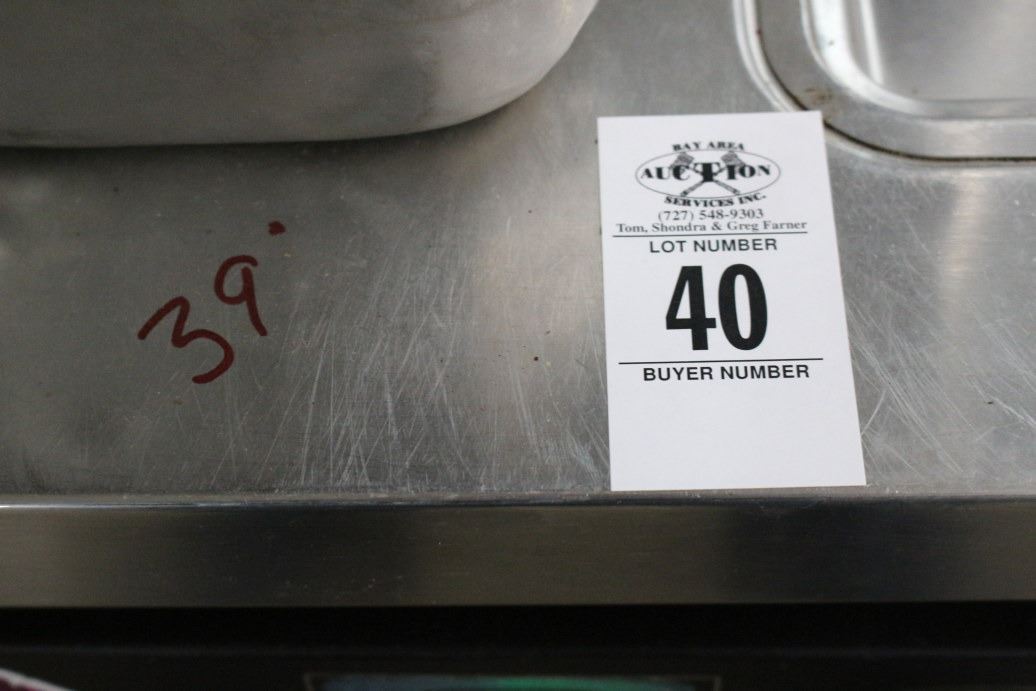 39
BAY AREA
AUCTION
SERVICES INC.
(727) 548-9303
Tom, Shondra & Greg Farner
LOT NUMBER
40
BUYER NUMBER